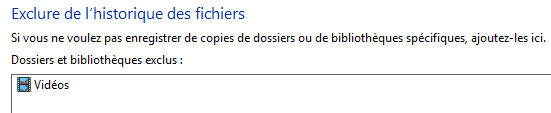 Exclure de l'historique des fichiers
Si vous ne voulez pas enregistrer de copies de dossiers ou de bibliothèques spécifiques, ajoutez-les ici.
Dossiers et bibliothèques exclus :
Vidéos